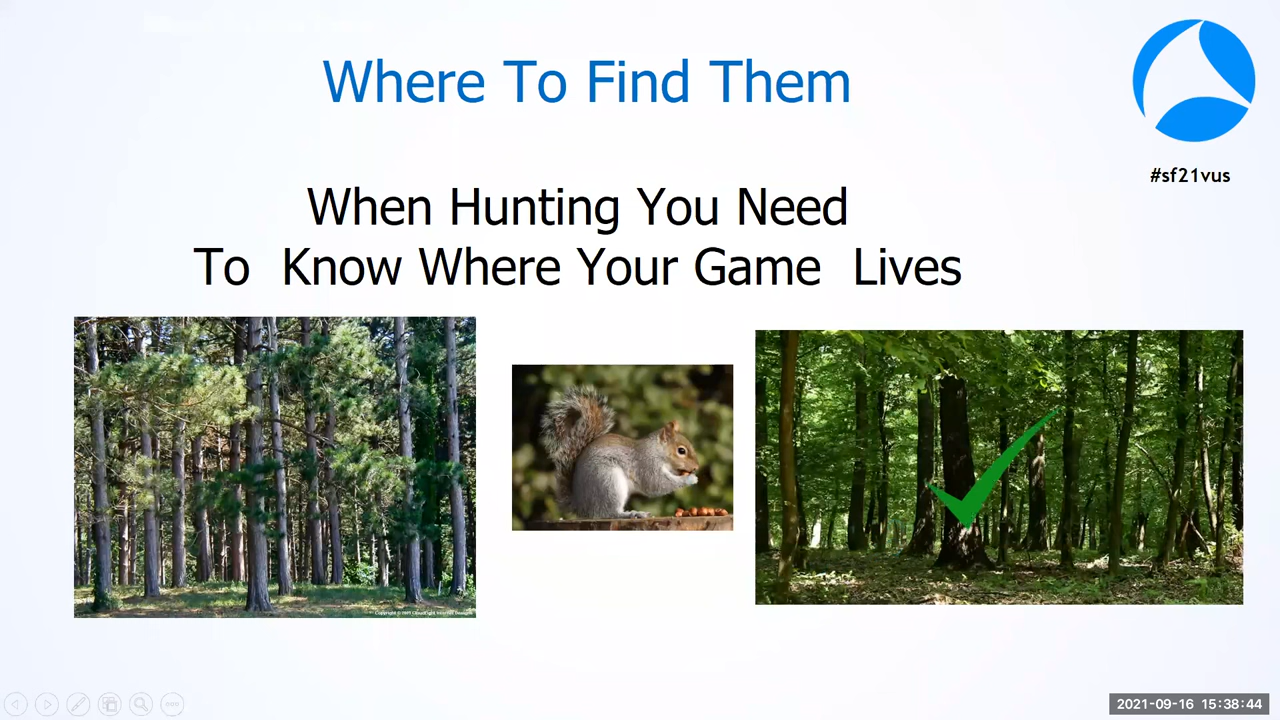 Where To Find Them
#sf21vus
When Hunting You Need
To Know Where Your Game Lives
2021-09-16 15:38:44